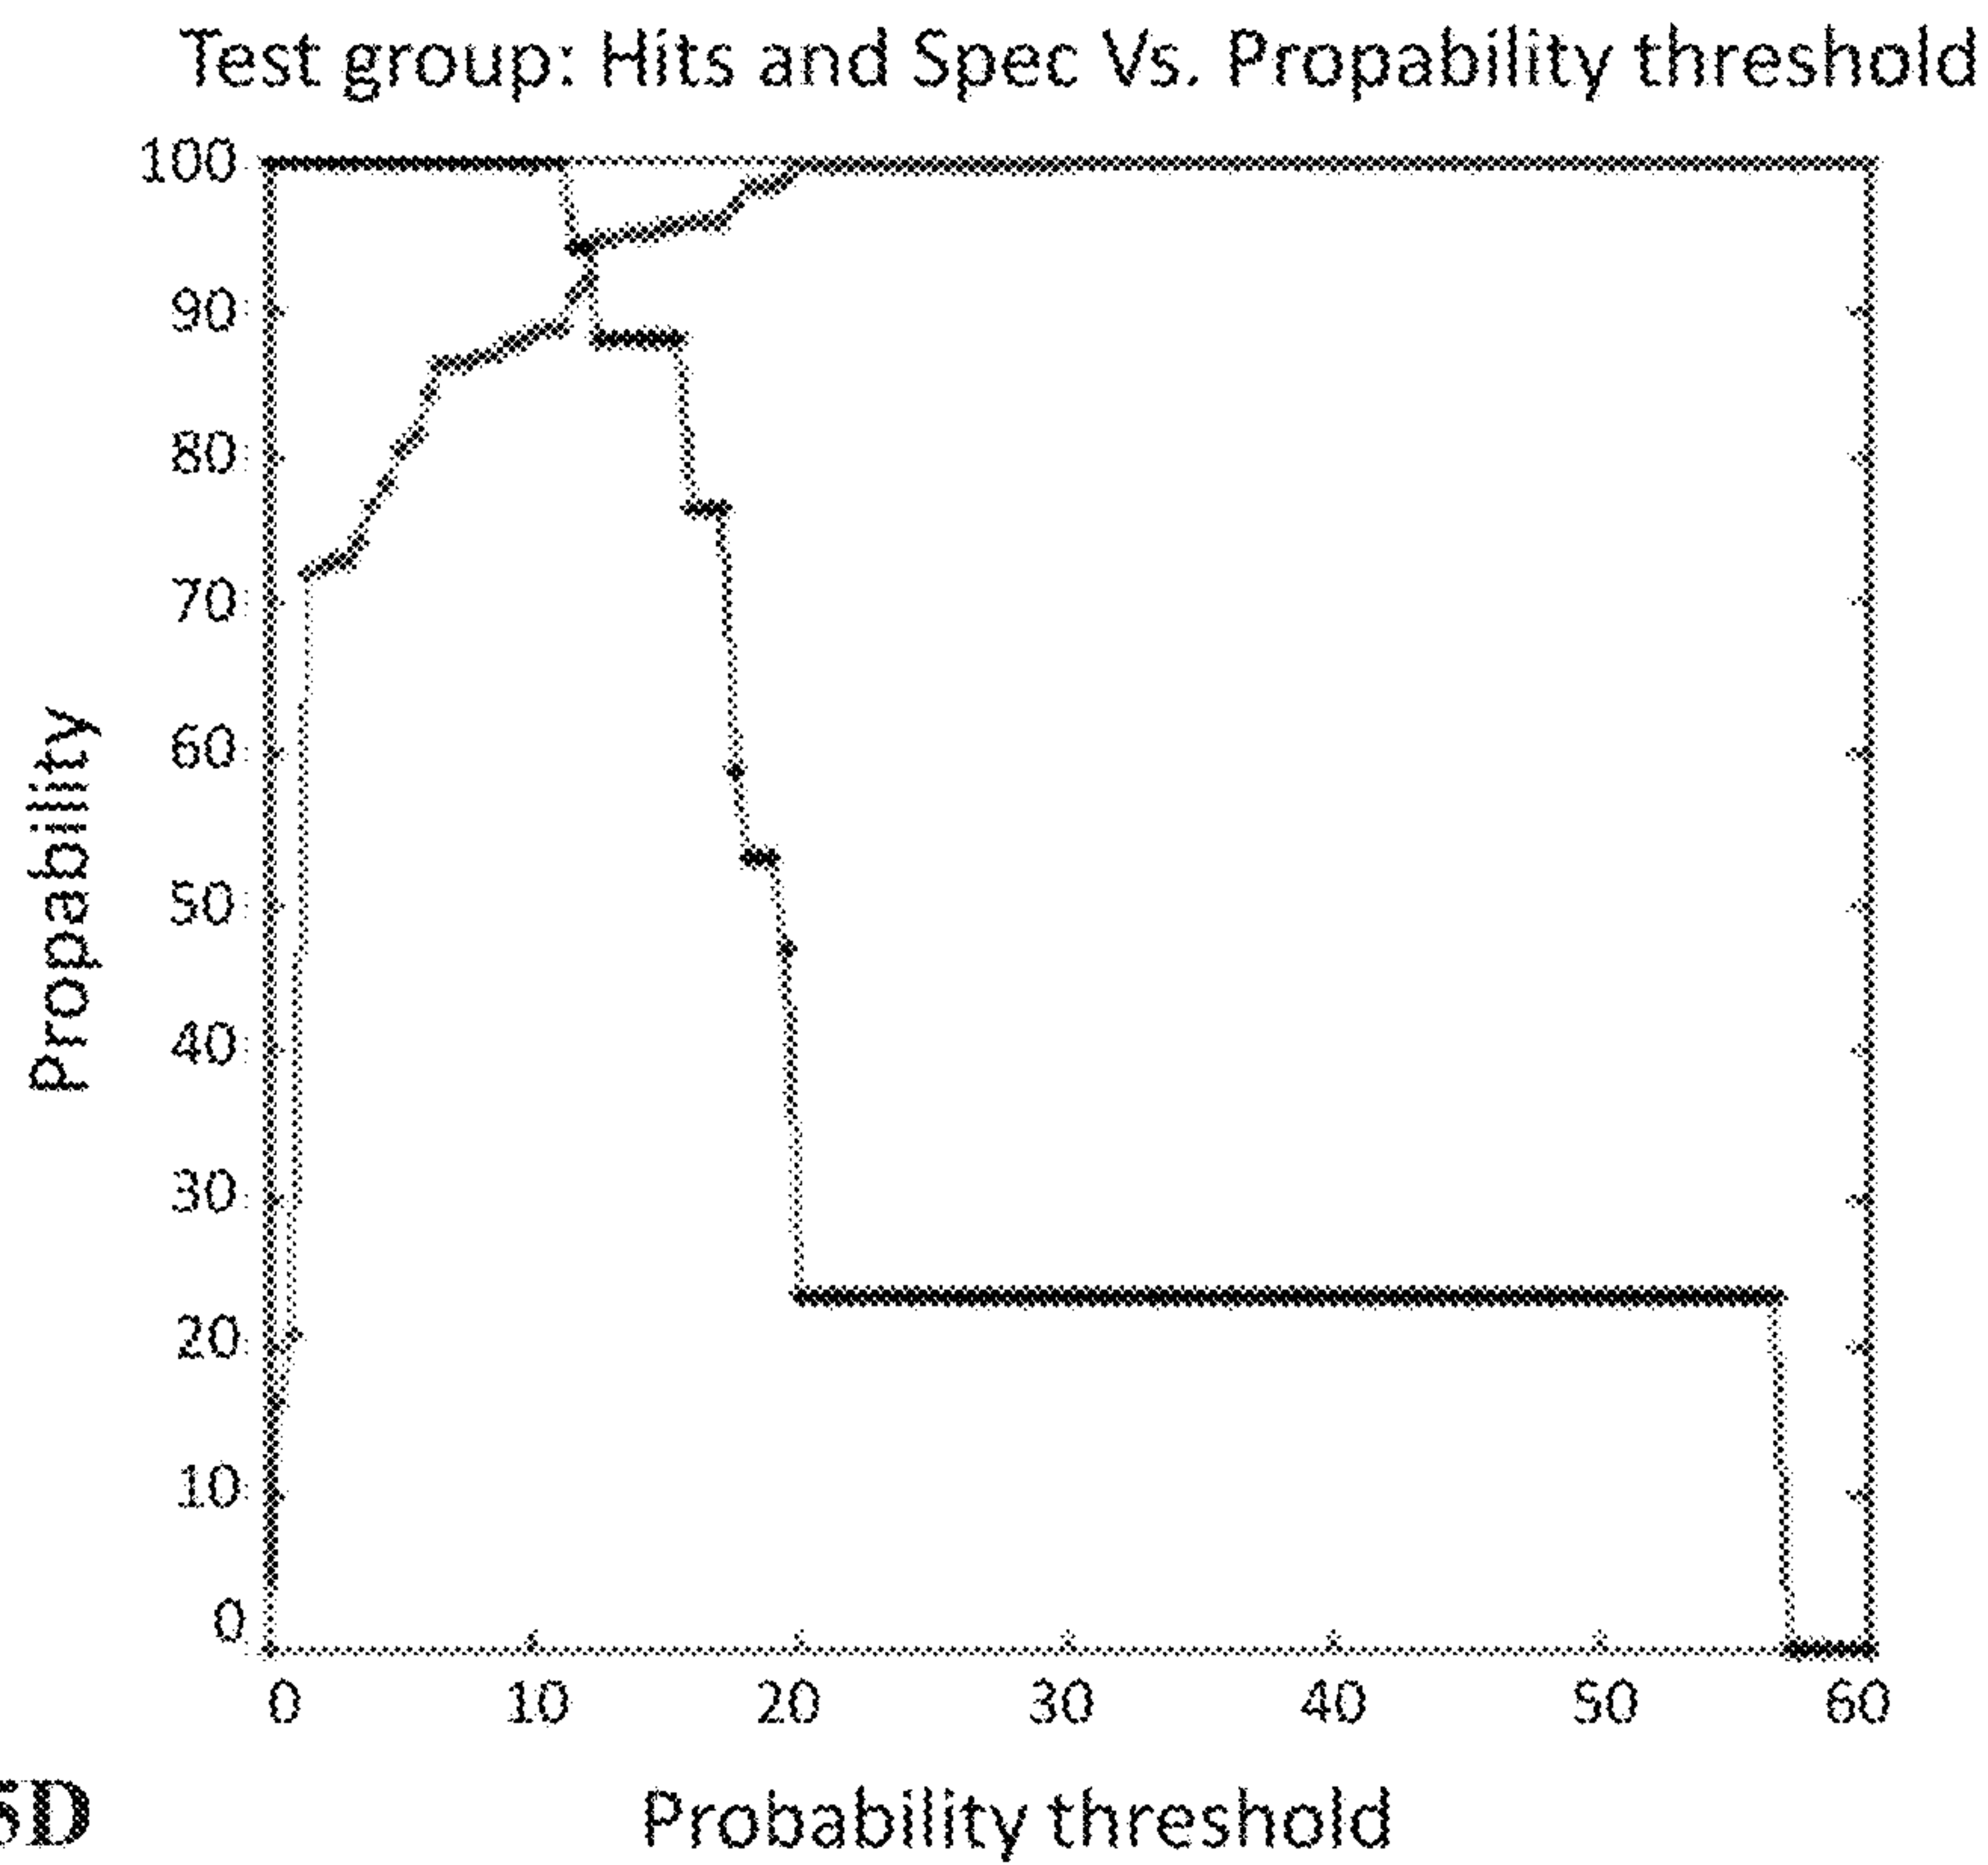 Test group: Hits and Spec Vs. Propability threshold
100
90
80
70
60
50
40
30
20
10
0
Propability
0 10 20 30 40 50 60
Probability threshold
5D